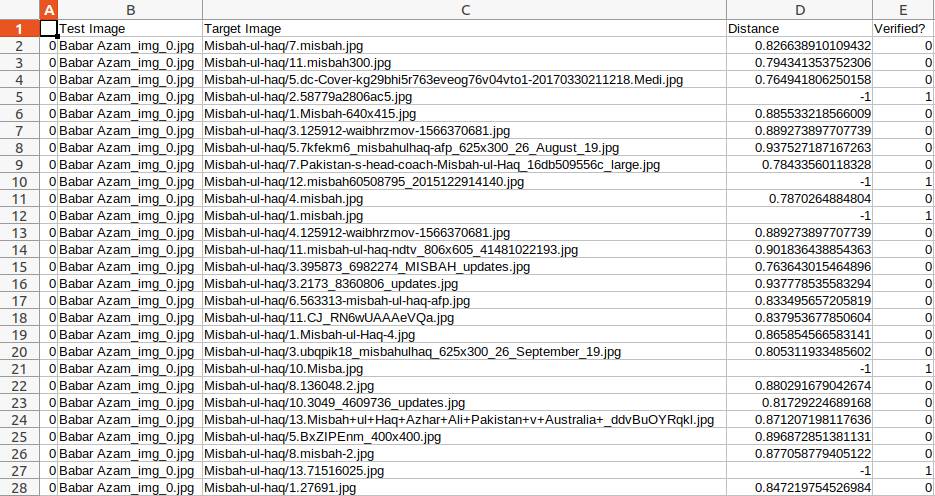 A B C D E
1 Test Image Target Image Distance Verified?
2 0 Babar Azam_img_0.jpg Misbah-ul-haq/7.misbah.jpg 0.826638910109432 0
3 0 Babar Azam_img_0.jpg Misbah-ul-haq/11.misbah300.jpg 0.794341353752306 0
4 0 Babar Azam_img_0.jpg Misbah-ul-haq/5.dc-Cover-kg29bhi5r763eveog76v04vto1-20170330211218.Medi.jpg 0.764941806250158 0
5 0 Babar Azam_img_0.jpg Misbah-ul-haq/2.58779a2806ac5.jpg -1 1
6 0 Babar Azam_img_0.jpg Misbah-ul-haq/1.Misbah-640x415.jpg 0.885533218566009 0
7 0 Babar Azam_img_0.jpg Misbah-ul-haq/3.125912-waibhrzmov-1566370681.jpg 0.889273897707739 0
8 0 Babar Azam_img_0.jpg Misbah-ul-haq/5.7kfekm6_misbahulhaq-afp_625x300_26_August_19.jpg 0.937527187167263 0
9 0 Babar Azam_img_0.jpg Misbah-ul-haq/7.Pakistan-s-head-coach-Misbah-ul-Haq_16db509556c_large.jpg 0.78433560118328 0
10 0 Babar Azam_img_0.jpg Misbah-ul-haq/12.misbah60508795_2015122914140.jpg -1 1
11 0 Babar Azam_img_0.jpg Misbah-ul-haq/4.misbah.jpg 0.7870264884804 0
12 0 Babar Azam_img_0.jpg Misbah-ul-haq/1.misbah.jpg -1 1
13 0 Babar Azam_img_0.jpg Misbah-ul-haq/4.125912-waibhrzmov-1566370681.jpg 0.889273897707739 0
14 0 Babar Azam_img_0.jpg Misbah-ul-haq/11.misbah-ul-haq-ndtv_806x605_41481022193.jpg 0.901836438854363 0
15 0 Babar Azam_img_0.jpg Misbah-ul-haq/3.395873_6982274_MISBAH_updates.jpg 0.763643015464896 0
16 0 Babar Azam_img_0.jpg Misbah-ul-haq/3.2173_8360806_updates.jpg 0.937778535583294 0
17 0 Babar Azam_img_0.jpg Misbah-ul-haq/6.563313-misbah-ul-haq-afp.jpg 0.833495657205819 0
18 0 Babar Azam_img_0.jpg Misbah-ul-haq/11.CJ_RN6wUAAAeVQa.jpg 0.837953677850604 0
19 0 Babar Azam_img_0.jpg Misbah-ul-haq/1.Misbah-ul-Haq-4.jpg 0.865854566583141 0
20 0 Babar Azam_img_0.jpg Misbah-ul-haq/3.ubqpik18_misbahulhaq_625x300_26_September_19.jpg 0.805311933485602 0
21 0 Babar Azam_img_0.jpg Misbah-ul-haq/10.Misba.jpg -1 1
22 0 Babar Azam_img_0.jpg Misbah-ul-haq/8.136048.2.jpg 0.880291679042674 0
23 0 Babar Azam_img_0.jpg Misbah-ul-haq/10.3049_4609736_updates.jpg 0.81729224689168 0
24 0 Babar Azam_img_0.jpg Misbah-ul-haq/13.Misbah+ul+Haq+Azhar+Ali+Pakistan+v+Australia+_ddvBuOYRqkl.jpg 0.871207198117636 0
25 0 Babar Azam_img_0.jpg Misbah-ul-haq/5.BxZIPEnm_400x400.jpg 0.896872851381131 0
26 0 Babar Azam_img_0.jpg Misbah-ul-haq/8.misbah-2.jpg 0.877058779405122 0
27 0 Babar Azam_img_0.jpg Misbah-ul-haq/13.71516025.jpg -1 1
28 0 Babar Azam_img_0.jpg Misbah-ul-haq/1.27691.jpg 0.847219754526984 0